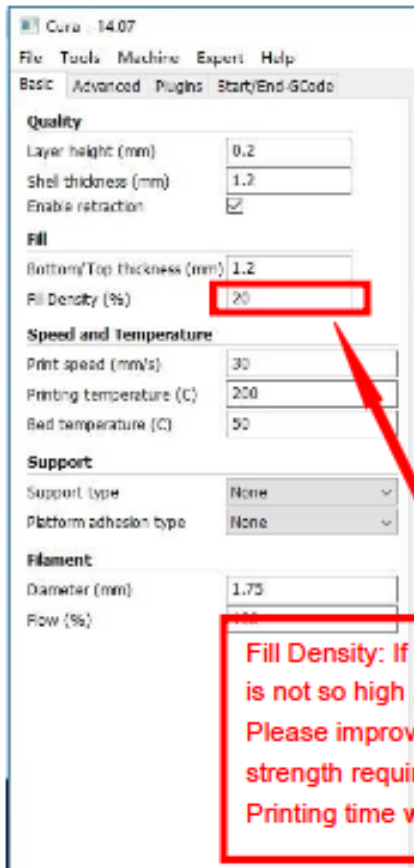 Cura - 14.07
File Tools Machine Expert Help
Basic Advanced Plugins Start/End-GCode
Quality
Layer height (mm) 0.2
Shell thickness (mm) 1.2
Enable retraction
Fill
Bottom/Top thickness (mm) 1.2
Fill Density (%) 20
Speed and Temperature
Print speed (mm/s) 30
Printing temperature (C) 200
Bed temperature (C) 50
Support
Support type None
Platform adhesion type None
Filament
Diameter (mm) 1.75
Flow (%)
Fill Density: If
is not so high
Please improv
strength requi
Printing time w